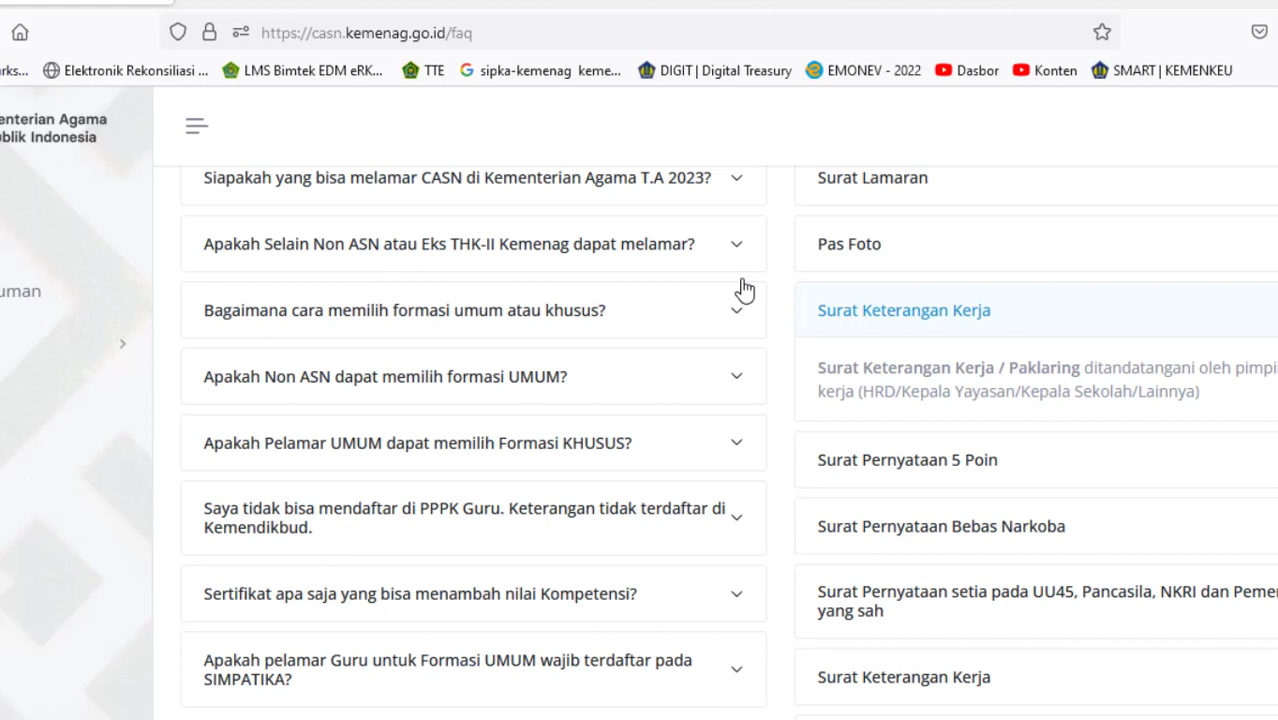 https://casn.kemenag.go.id/faq
rks...
Elektronik Rekonsiliasi ...
LMS Bimtek EDM eRK...
TTE
sipka-kemenag keme...
DIGIT | Digital Treasury
EMONEV - 2022
Dasbor
Konten
SMART | KEMENKEU
enterian Agama
ublik Indonesia
uman
Siapakah yang bisa melamar CASN di Kementerian Agama T.A 2023?
Apakah Selain Non ASN atau Eks THK-II Kemenag dapat melamar?
Bagaimana cara memilih formasi umum atau khusus?
Apakah Non ASN dapat memilih formasi UMUM?
Apakah Pelamar UMUM dapat memilih Formasi KHUSUS?
Saya tidak bisa mendaftar di PPPK Guru. Keterangan tidak terdaftar di
Kemendikbud.
Sertifikat apa saja yang bisa menambah nilai Kompetensi?
Apakah pelamar Guru untuk Formasi UMUM wajib terdaftar pada
SIMPATIKA?
Surat Lamaran
Pas Foto
Surat Keterangan Kerja
Surat Keterangan Kerja / Paklaring ditandatangani oleh pimpi
kerja (HRD/Kepala Yayasan/Kepala Sekolah/Lainnya)
Surat Pernyataan 5 Poin
Surat Pernyataan Bebas Narkoba
Surat Pernyataan setia pada UU45, Pancasila, NKRI dan Pemer
yang sah
Surat Keterangan Kerja